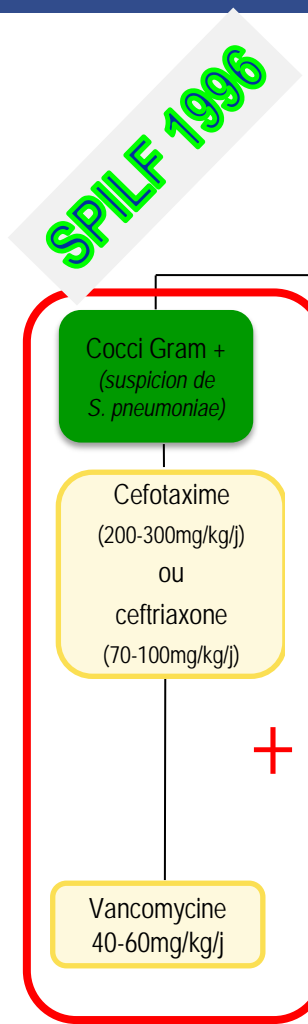 SPILF 1996
Cocci Gram +
(suspicion de
S. pneumoniae)
Cefotaxime
(200-300mg/kg/j)
ou
ceftriaxone
(70-100mg/kg/j)
+
Vancomycine
40-60mg/kg/j